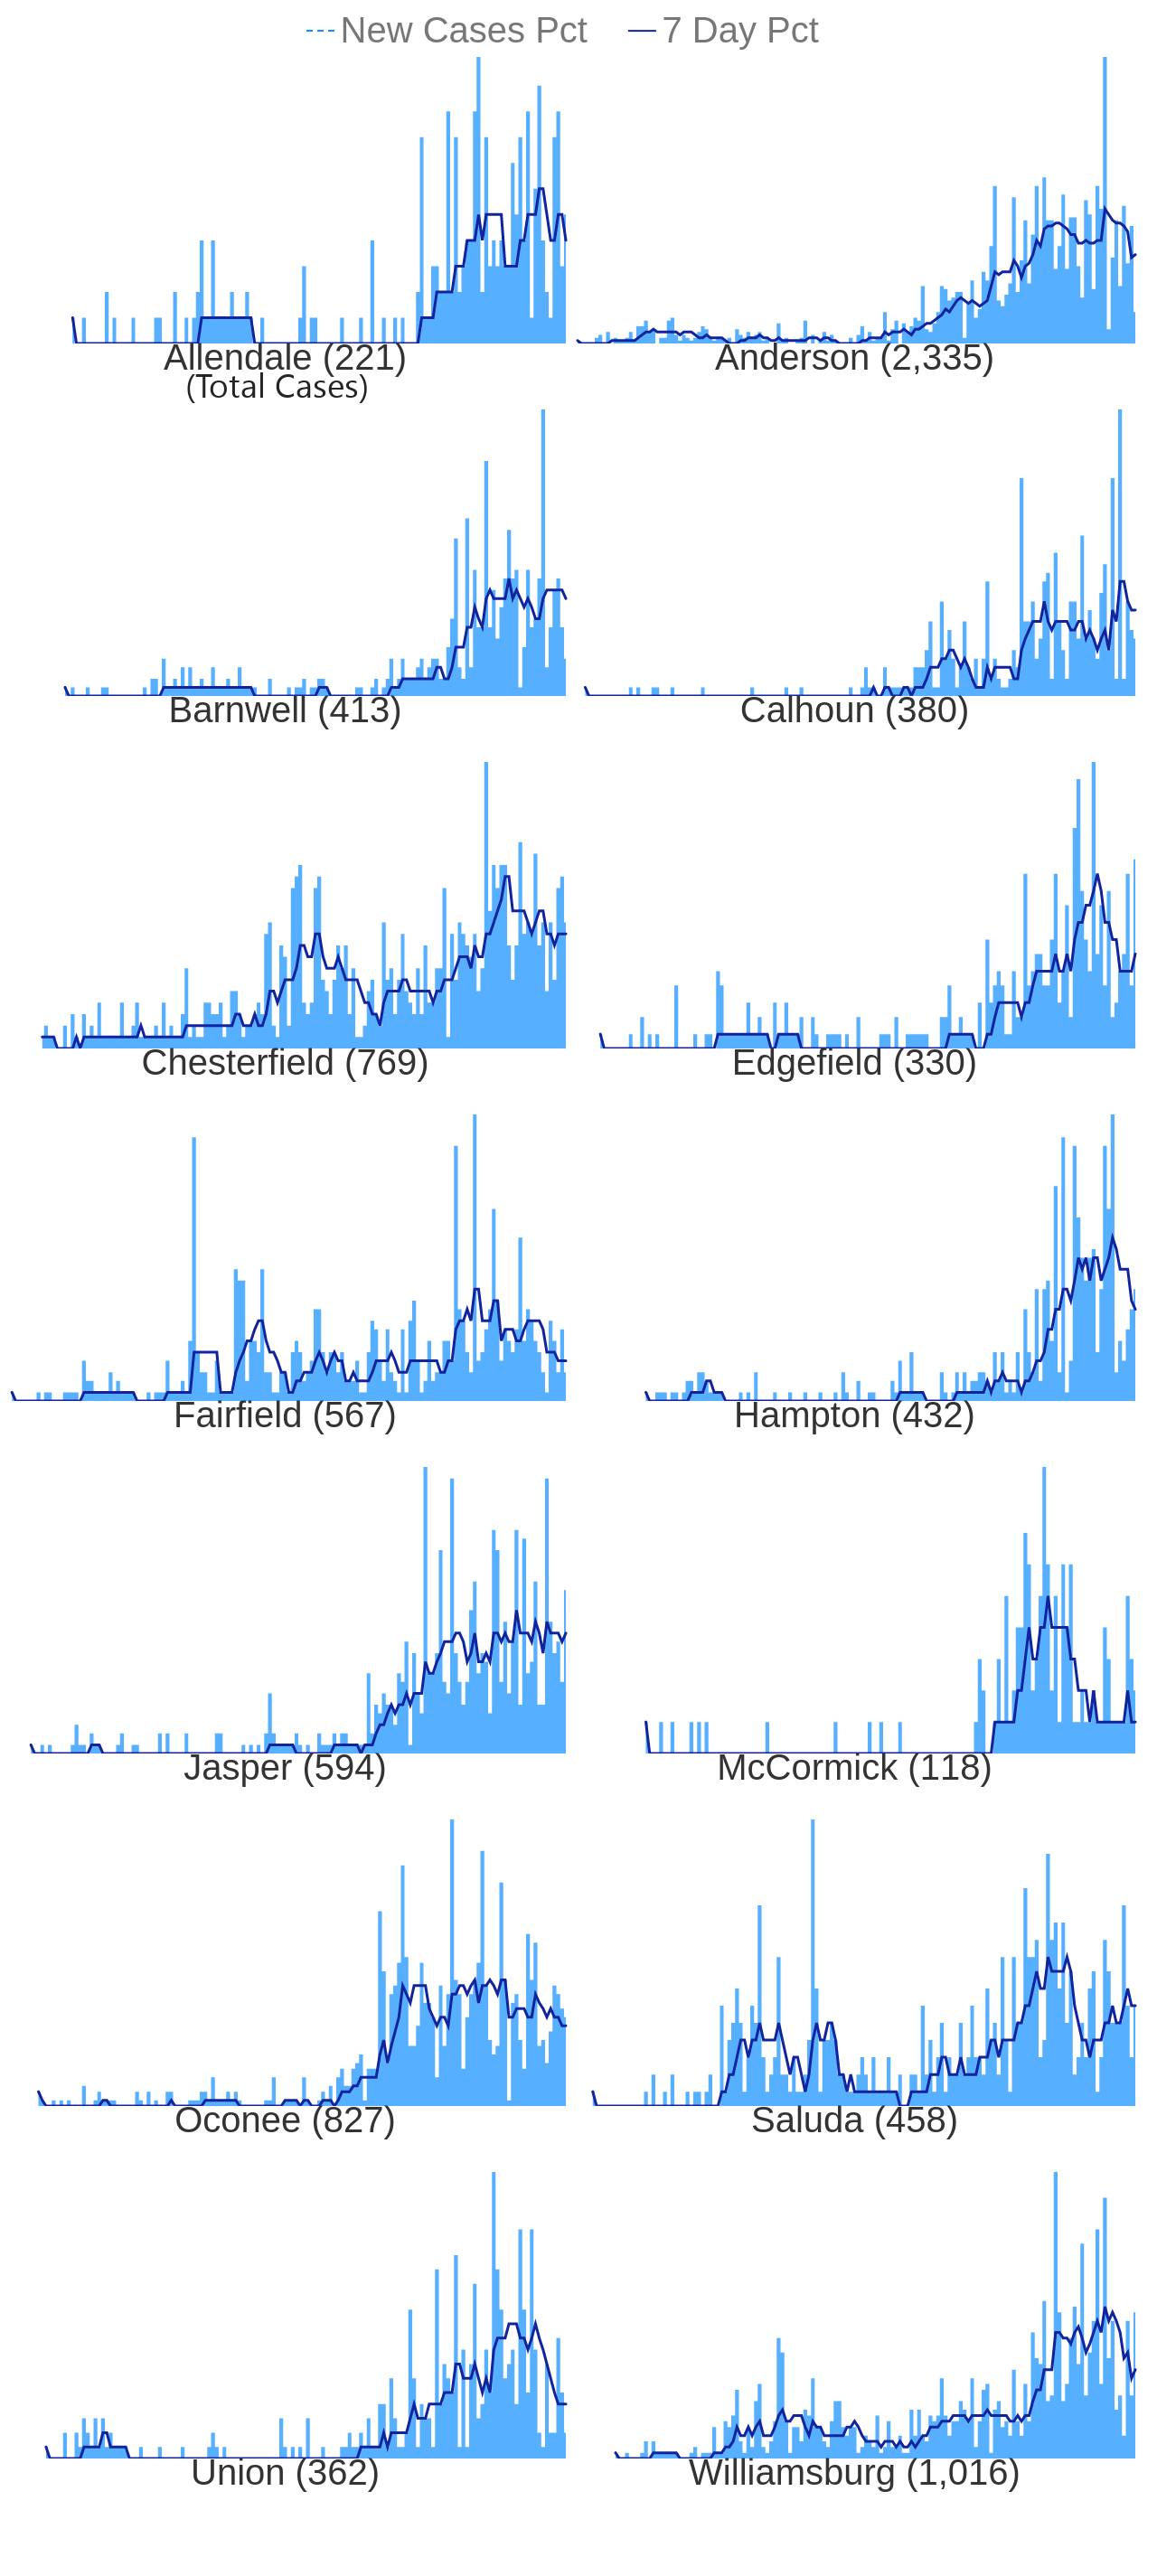 New Cases Pct 7 Day Pct
Allendale (221) Anderson (2,335)
(Total Cases)
Barnwell (413) Calhoun (380)
Chesterfield (769) Edgefield (330)
Fairfield (567) Hampton (432)
Jasper (594) McCormick (118)
Oconee (827) Saluda (458)
Union (362) Williamsburg (1,016)